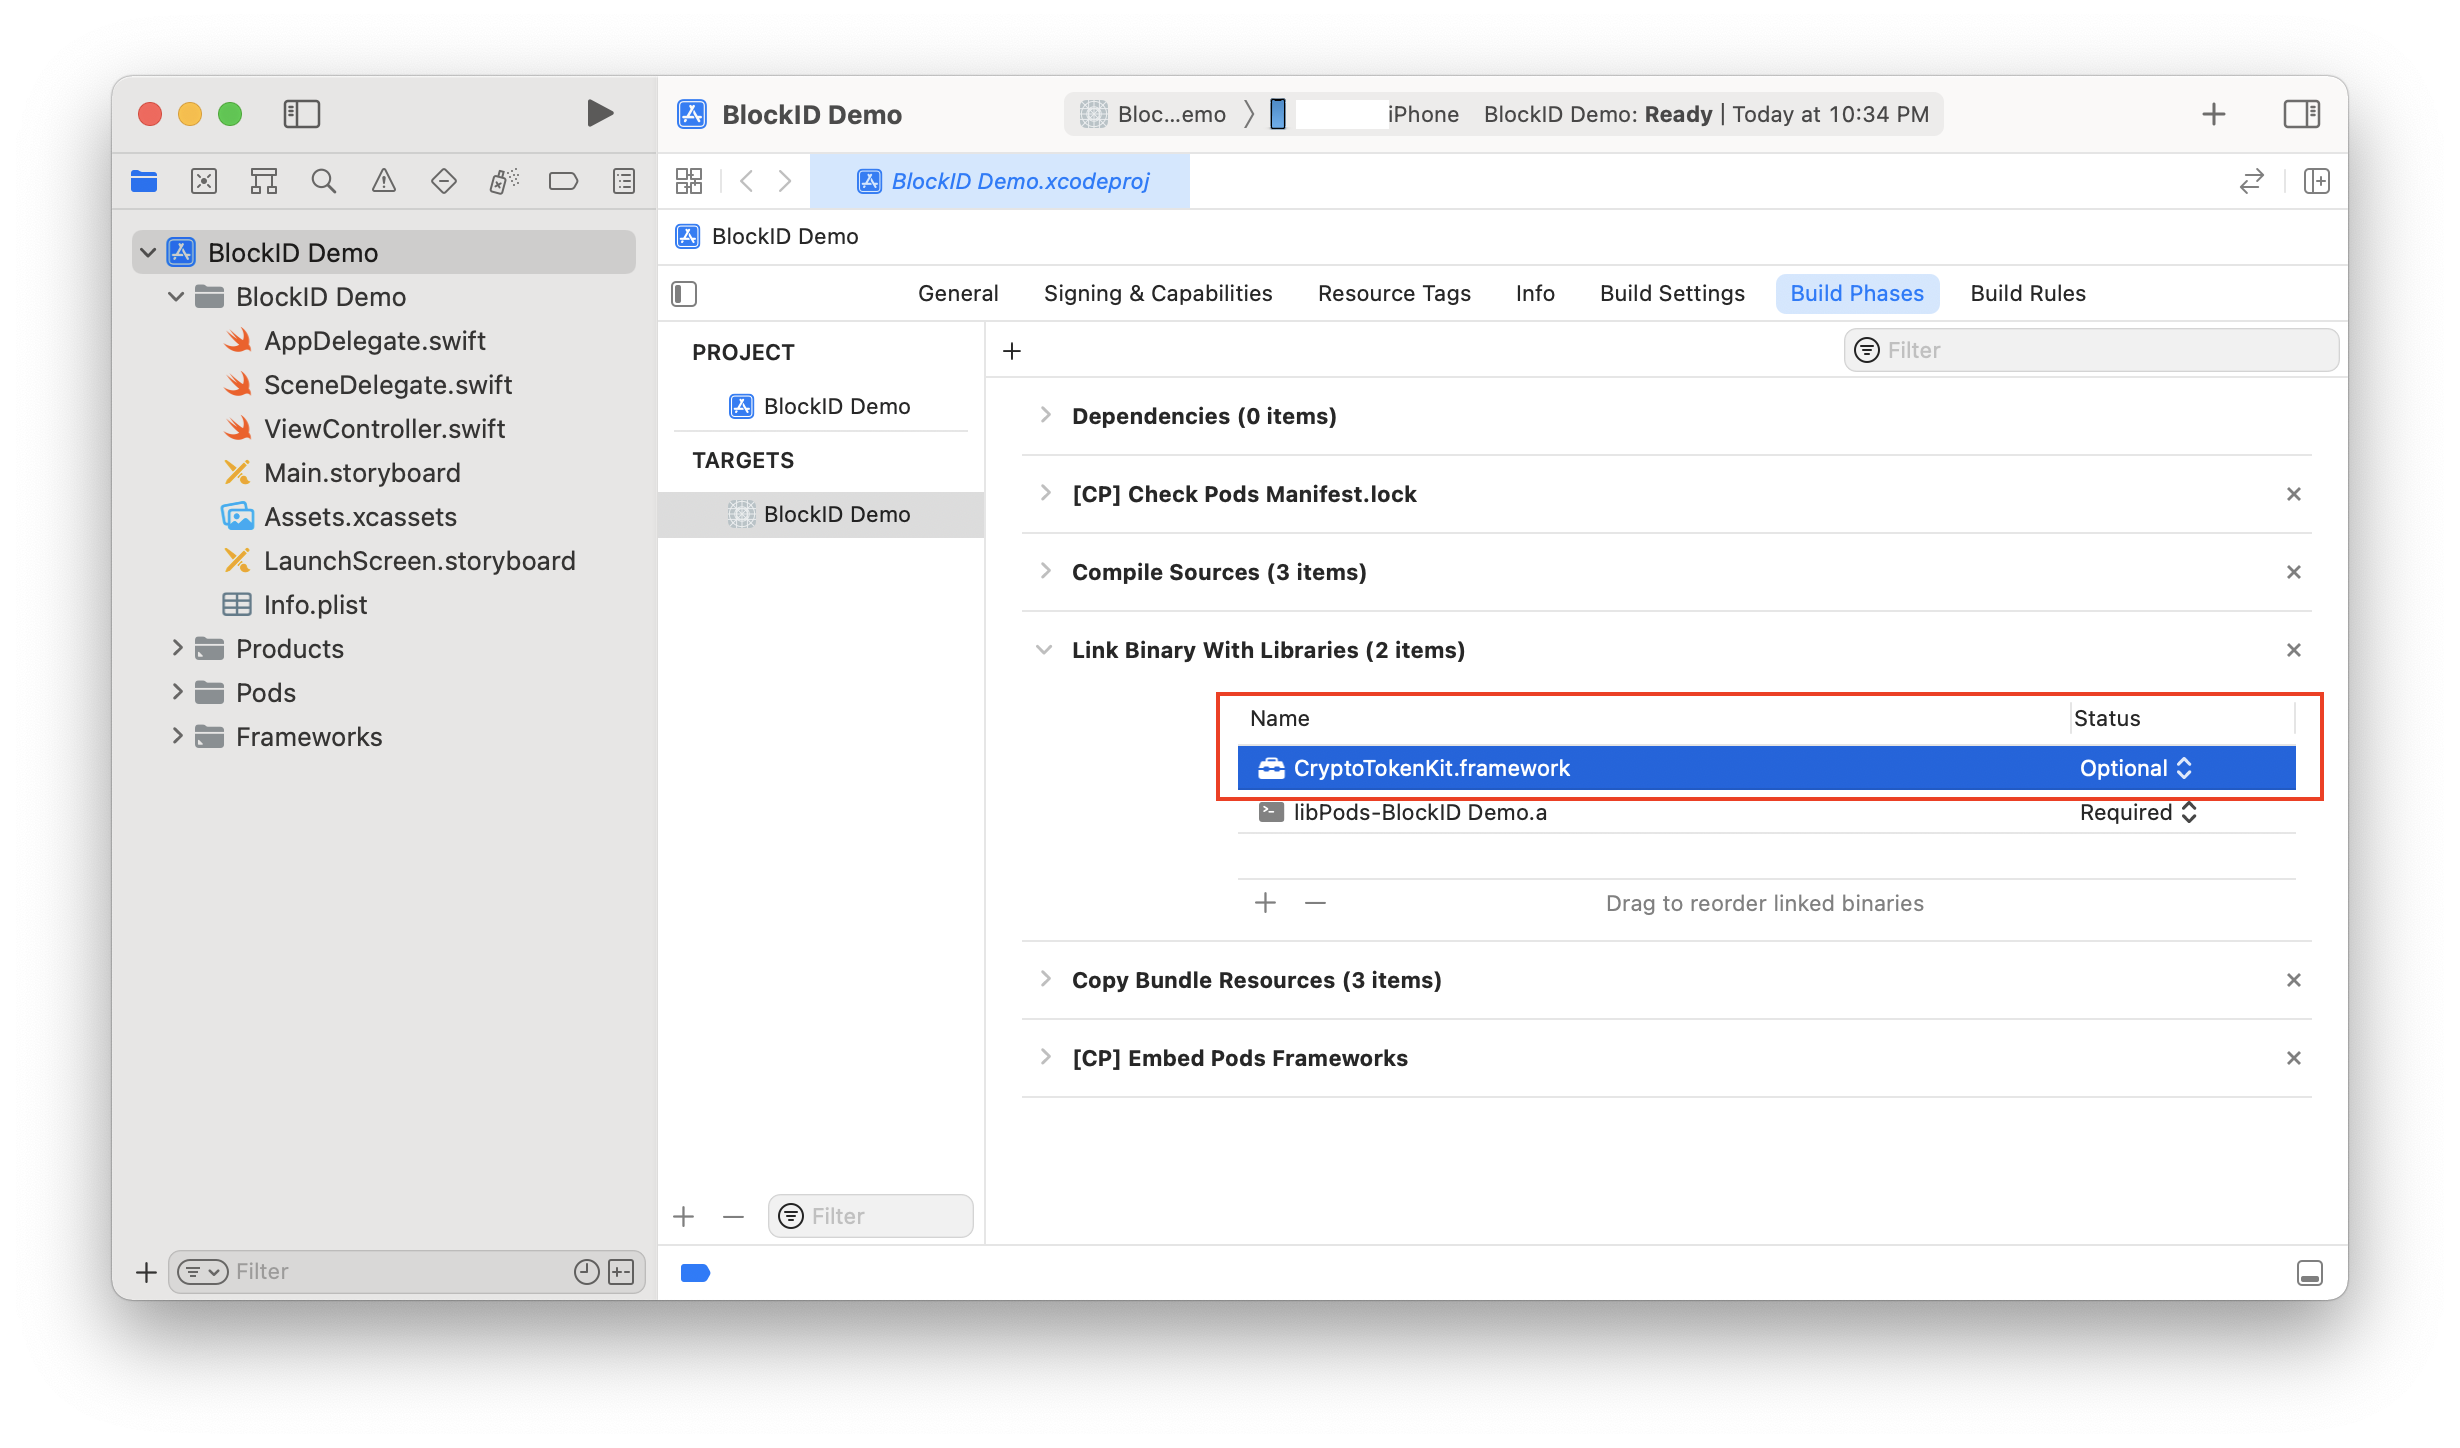 BlockID Demo
Bloc...emo
iPhone
BlockID Demo: Ready | Today at 10:34 PM
BlockID Demo.xcodeproj
BlockID Demo
General
Signing & Capabilities
Resource Tags
Info
Build Settings
Build Phases
Build Rules
BlockID Demo
BlockID Demo
AppDelegate.swift
SceneDelegate.swift
ViewController.swift
Main.storyboard
Assets.xcassets
LaunchScreen.storyboard
Info.plist
Products
Pods
Frameworks
Filter
PROJECT
BlockID Demo
TARGETS
BlockID Demo
Filter
Filter
Dependencies (0 items)
[CP] Check Pods Manifest.lock
Compile Sources (3 items)
Link Binary With Libraries (2 items)
Name
Status
CryptoTokenKit.framework
Optional
libPods-BlockID Demo.a
Required
Drag to reorder linked binaries
Copy Bundle Resources (3 items)
[CP] Embed Pods Frameworks